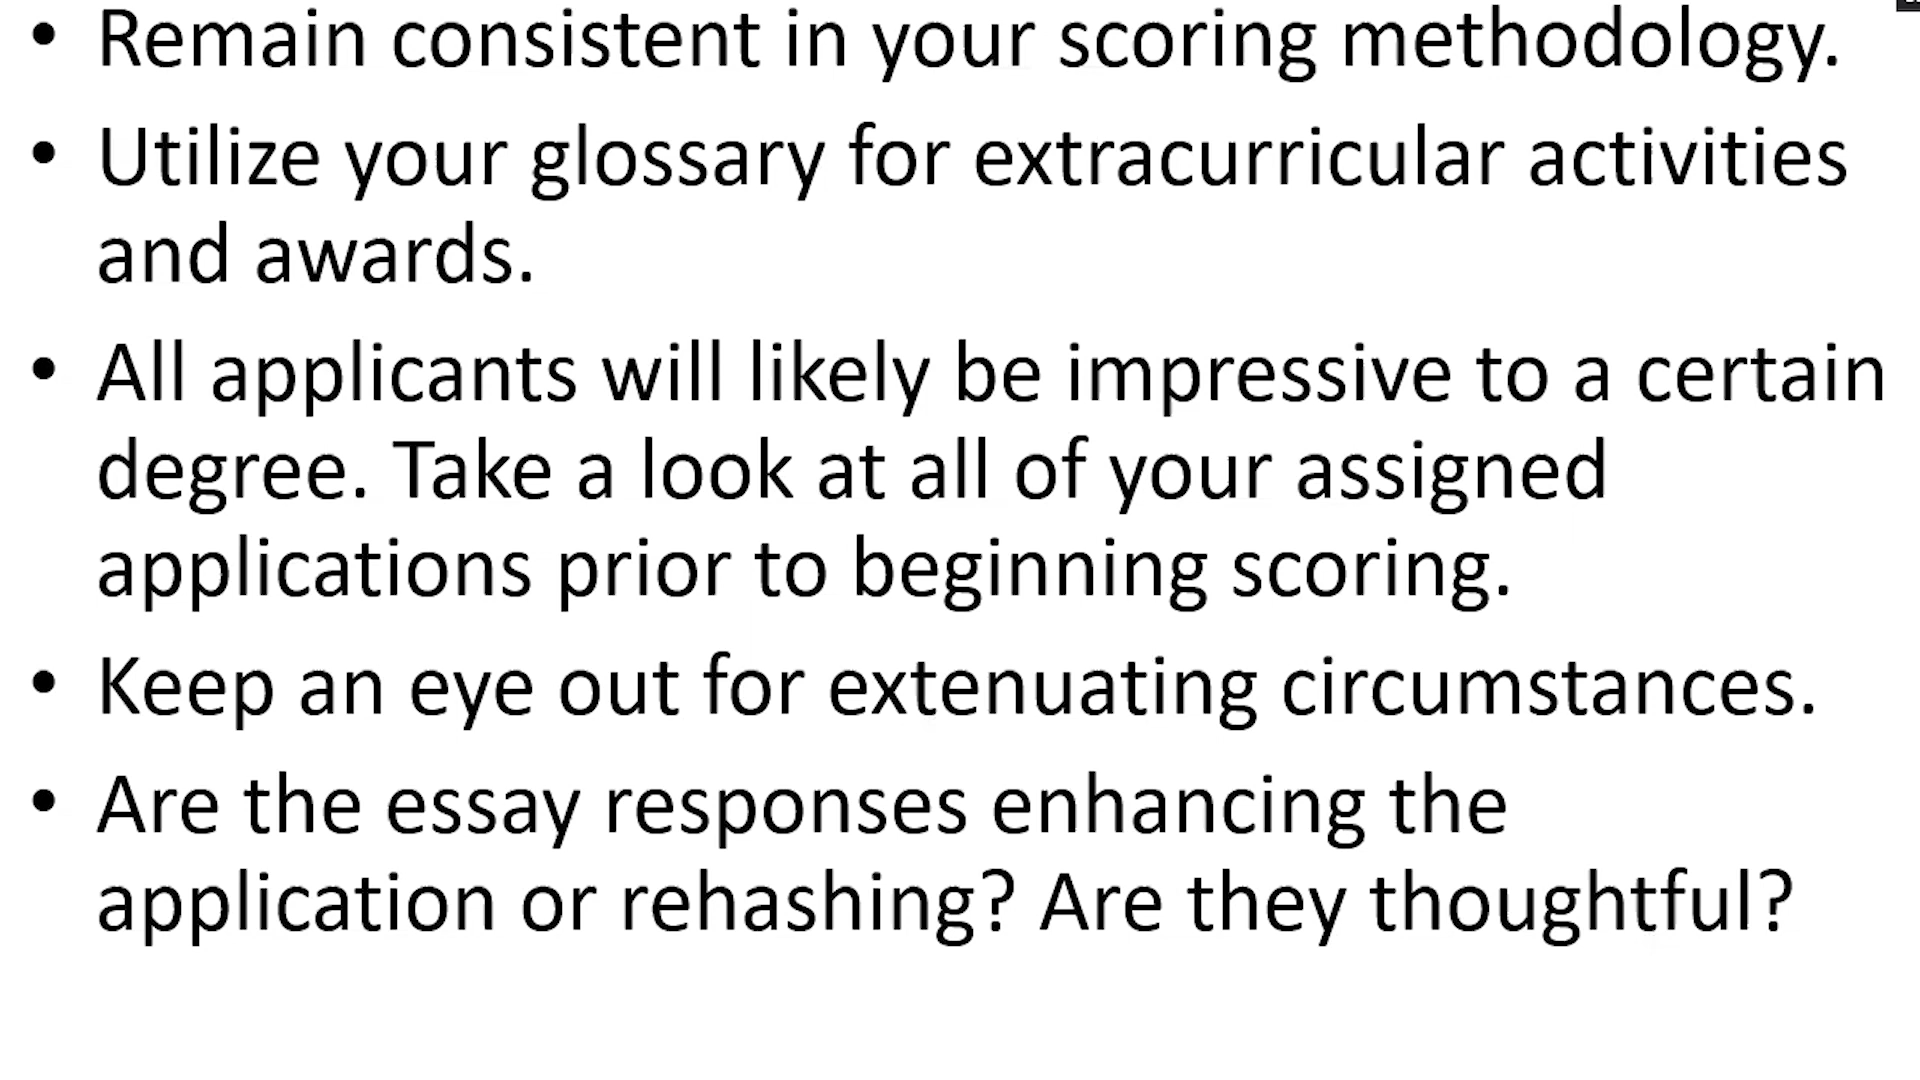 • Remain consistent in your scoring methodology.
• Utilize your glossary for extracurricular activities
and awards.
• All applicants will likely be impressive to a certain
degree. Take a look at all of your assigned
applications prior to beginning scoring.
• Keep an eye out for extenuating circumstances.
• Are the essay responses enhancing the
application or rehashing? Are they thoughtful?